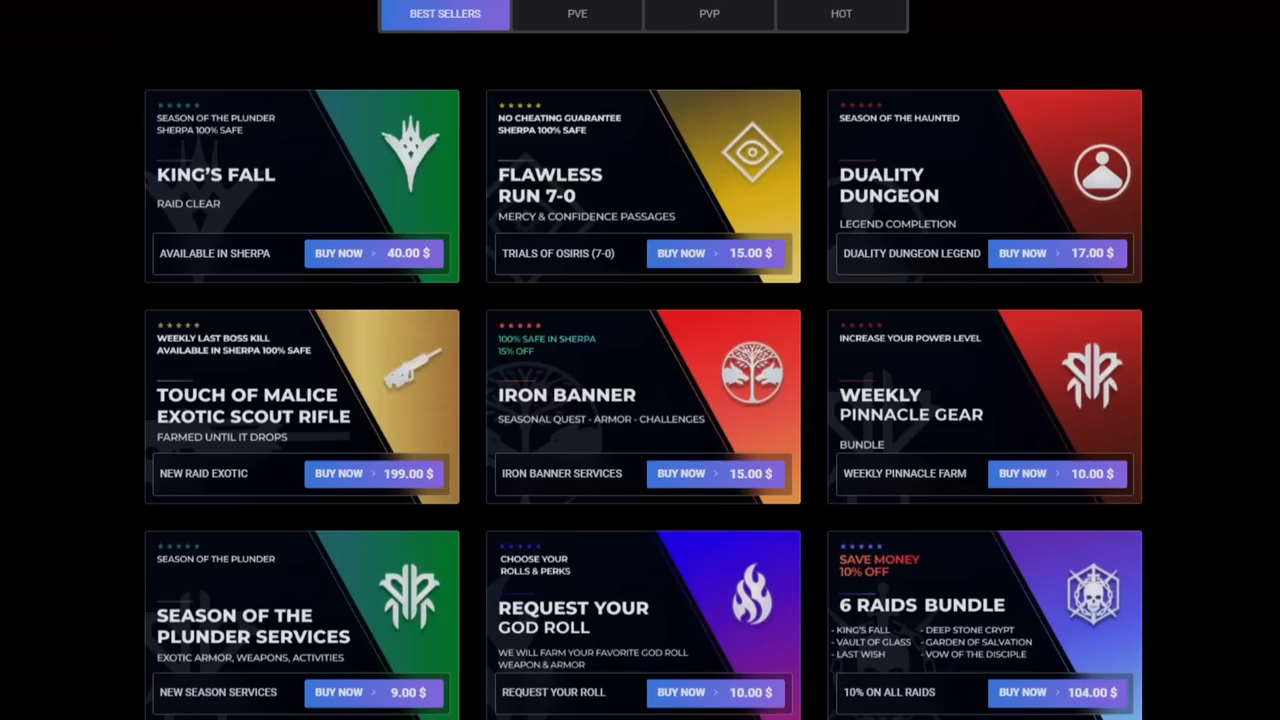 BEST SELLERS
PVE
PVP
HOT
SEASON OF THE PLUNDER
SHERPA 100% SAFE
KING'S FALL
RAID CLEAR
AVAILABLE IN SHERPA
BUY NOW > 40.00 $
NO CHEATING GUARANTEE
SHERPA 100% SAFE
FLAWLESS
RUN 7-0
MERCY & CONFIDENCE PASSAGES
TRIALS OF OSIRIS (7-0)
BUY NOW > 15.00 $
SEASON OF THE HAUNTED
DUALITY
DUNGEON
LEGEND COMPLETION
DUALITY DUNGEON LEGEND
BUY NOW > 17.00 $
WEEKLY LAST BOSS KILL
AVAILABLE IN SHERPA 100% SAFE
TOUCH OF MALICE
EXOTIC SCOUT RIFLE
FARMED UNTIL IT DROPS
NEW RAID EXOTIC
BUY NOW > 199.00 $
100% SAFE IN SHERPA
15% OFF
IRON BANNER
SEASONAL QUEST - ARMOR - CHALLENGES
IRON BANNER SERVICES
BUY NOW > 15.00 $
INCREASE YOUR POWER LEVEL
WEEKLY
PINNACLE GEAR
BUNDLE
WEEKLY PINNACLE FARM
BUY NOW > 10.00 $
SEASON OF THE PLUNDER
SEASON OF THE
PLUNDER SERVICES
EXOTIC ARMOR, WEAPONS, ACTIVITIES
NEW SEASON SERVICES
BUY NOW > 9.00 $
CHOOSE YOUR
ROLLS & PERKS
REQUEST YOUR
GOD ROLL
WE WILL FARM YOUR FAVORITE GOD ROLL
WEAPON & ARMOR
REQUEST YOUR ROLL
BUY NOW > 10.00 $
SAVE MONEY
10% OFF
6 RAIDS BUNDLE
- KING'S FALL - DEEP STONE CRYPT
- VAULT OF GLASS - GARDEN OF SALVATION
- LAST WISH - VOW OF THE DISCIPLE
10% ON ALL RAIDS
BUY NOW > 104.00 $